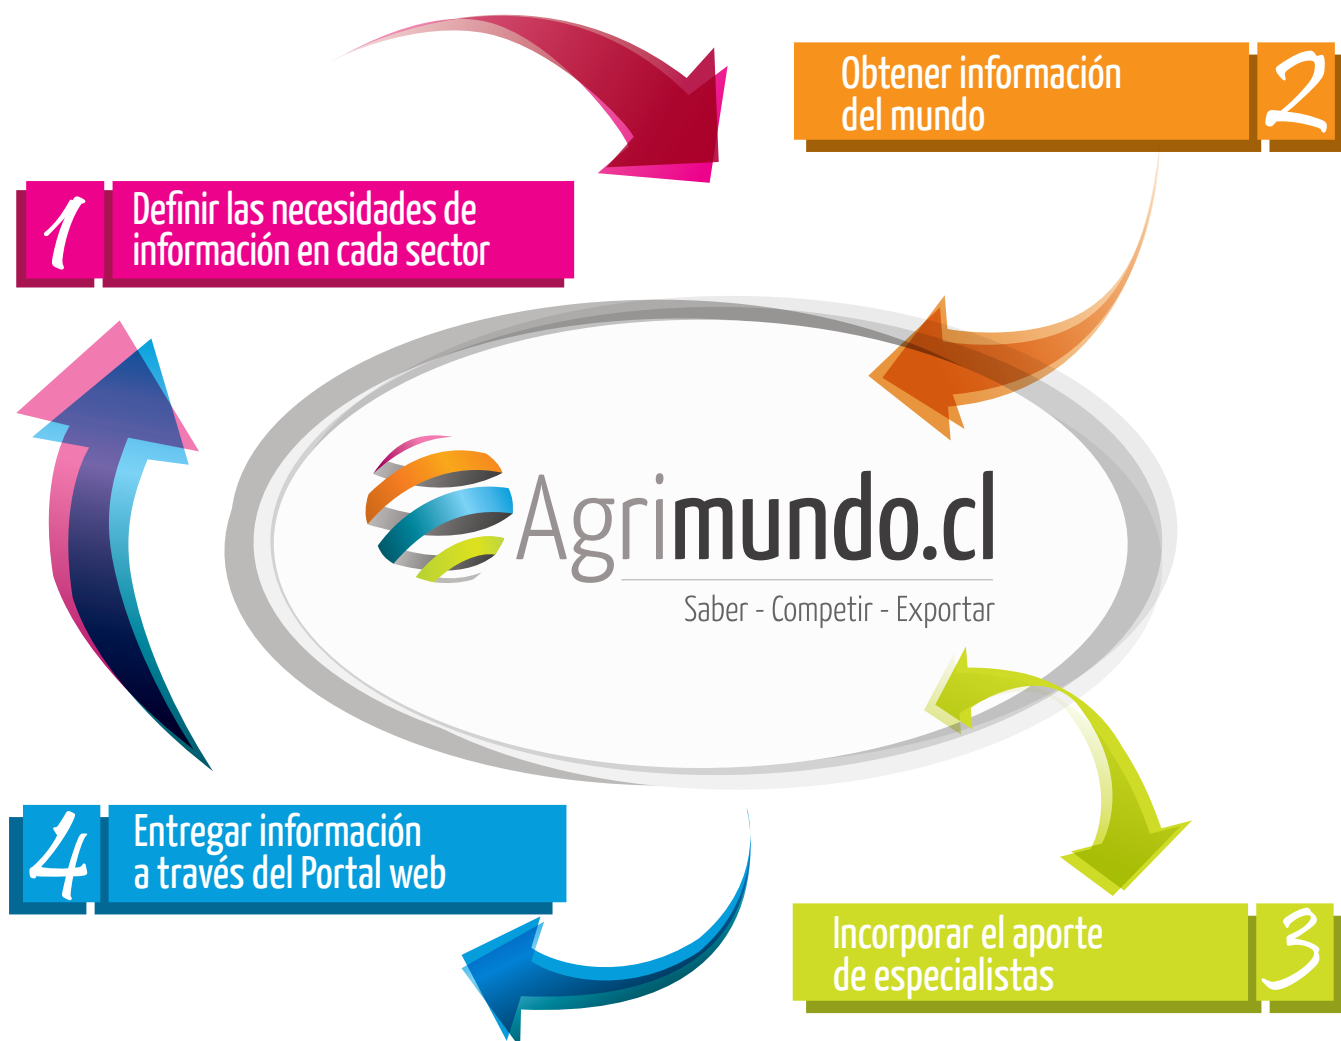 1
Definir las necesidades de
información en cada sector
2
Obtener información
del mundo
Agrimundo.cl
Saber - Competir - Exportar
3
Incorporar el aporte
de especialistas
4
Entregar información
a través del Portal web